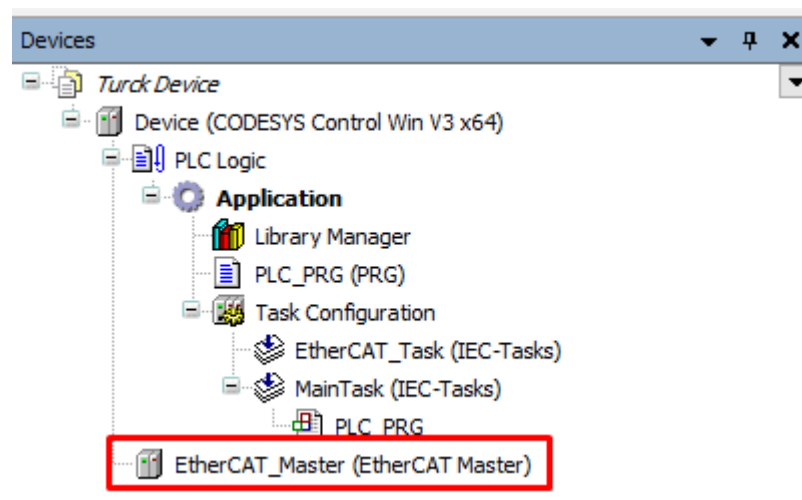 Devices
Turck Device
Device (CODESYS Control Win V3 x64)
PLC Logic
Application
Library Manager
PLC_PRG (PRG)
Task Configuration
EtherCAT_Task (IEC-Tasks)
MainTask (IEC-Tasks)
PLC_PRG
EtherCAT_Master (EtherCAT Master)